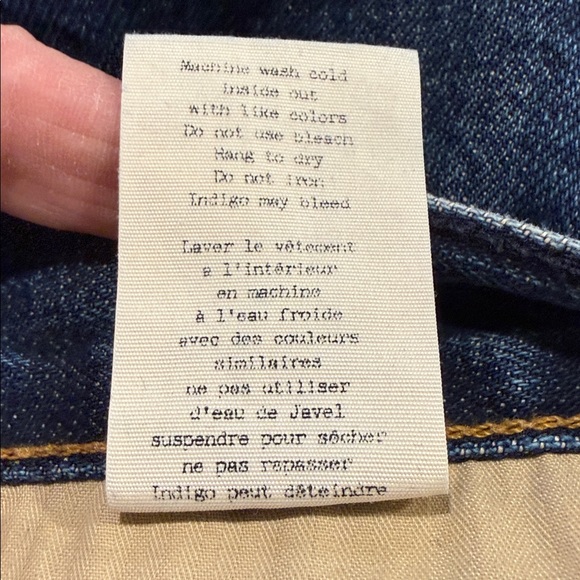 Machine wash cold
inside out
with like colors
Do not use bleach
Hang to dry
Do not iron
Indigo may bleed
Laver le vêtement
a l'intérieur
en machine
à l'eau froide
avec des couleurs
similaires
ne pas utiliser
d'eau de Javel
suspendre pour sécher
ne pas rapasser
Indigo peut dâteindre